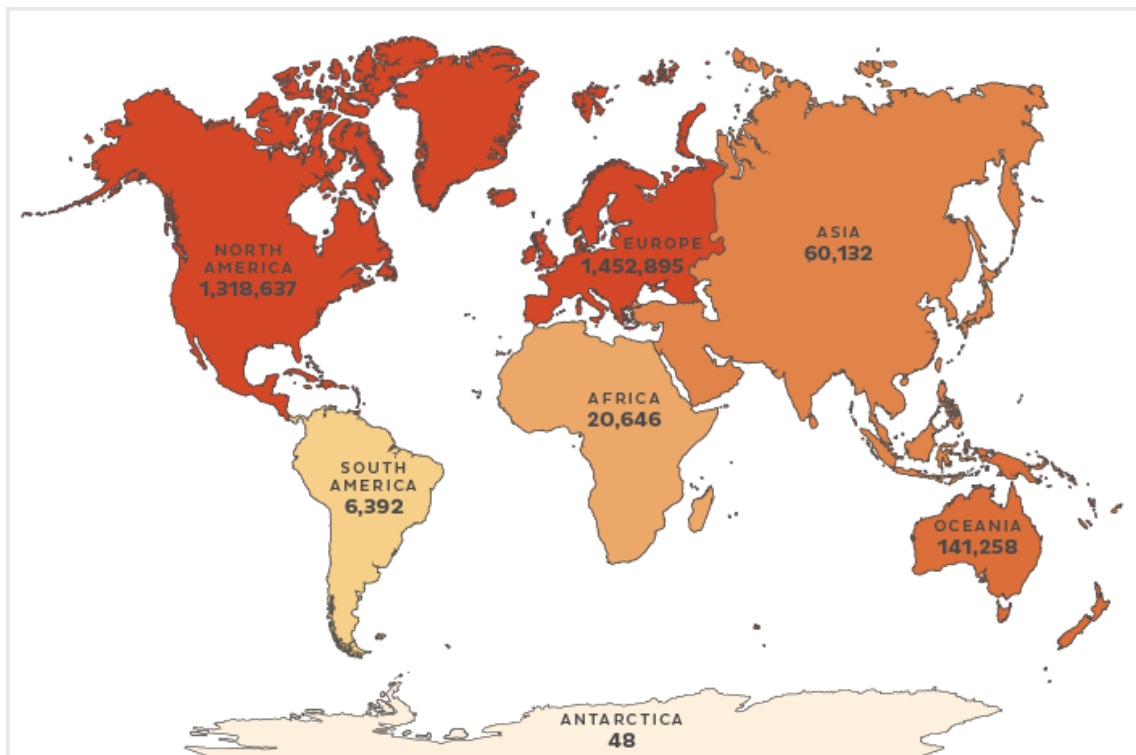 NORTH
AMERICA
1,318,637
EUROPE
1,452,895
ASIA
60,132
AFRICA
20,646
SOUTH
AMERICA
6,392
OCEANIA
141,258
ANTARCTICA
48